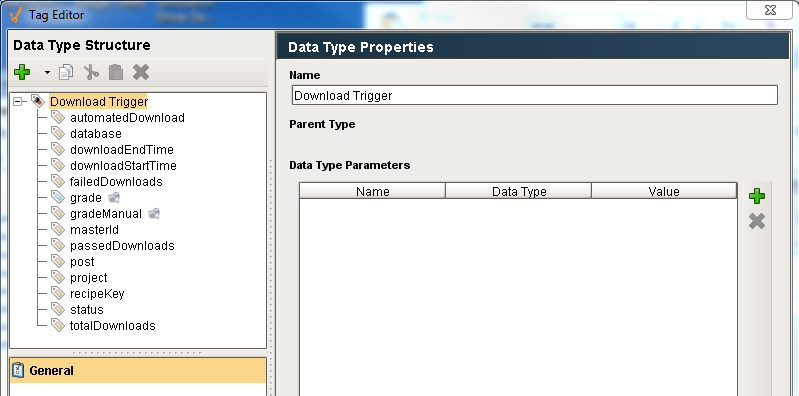 Tag Editor
Data Type Structure
Download Trigger
automatedDownload
database
downloadEndTime
downloadStartTime
failedDownloads
grade
gradeManual
masterId
passedDownloads
post
project
recipeKey
status
totalDownloads
General
Data Type Properties
Name
Download Trigger
Parent Type
Data Type Parameters
Name Data Type Value